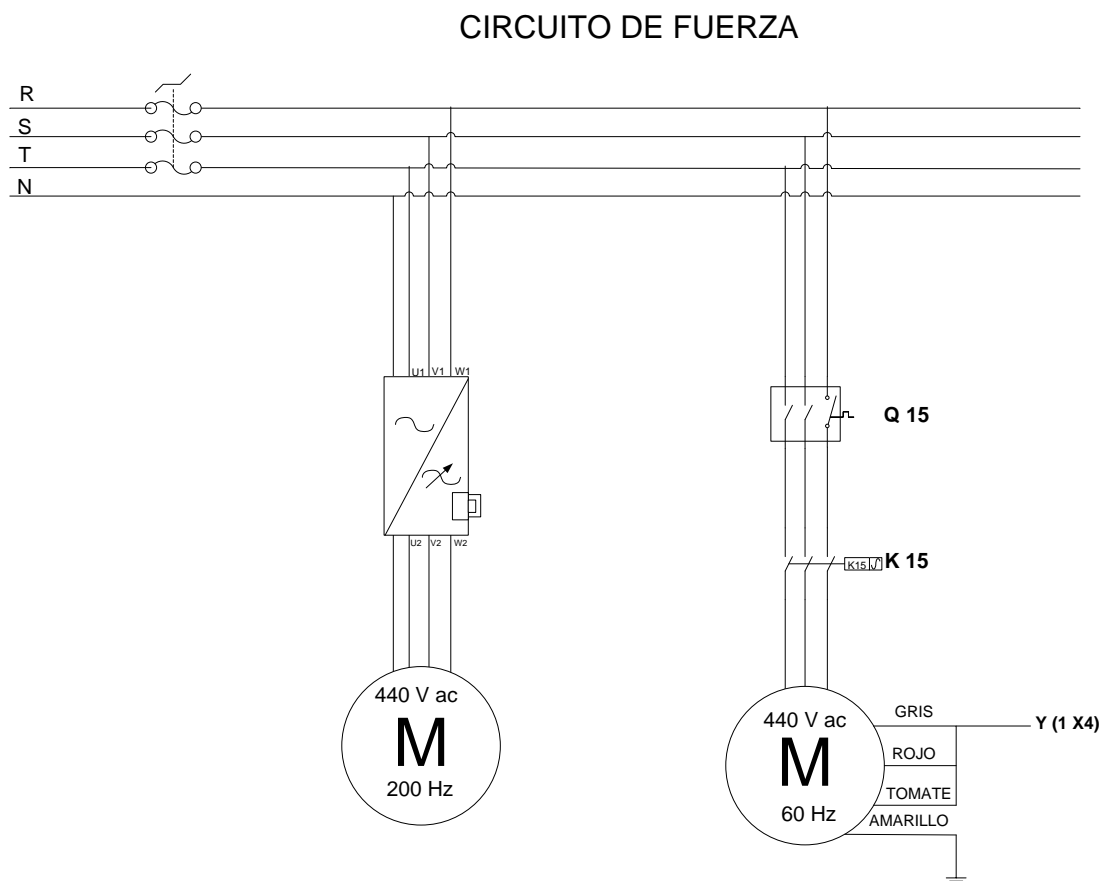 CIRCUITO DE FUERZA
R
S
T
N
U1 V1 W1
Q 15
U2 V2 W2
K15 K 15
440 V ac
M
200 Hz
440 V ac
M
60 Hz
GRIS
Y (1 X4)
ROJO
TOMATE
AMARILLO